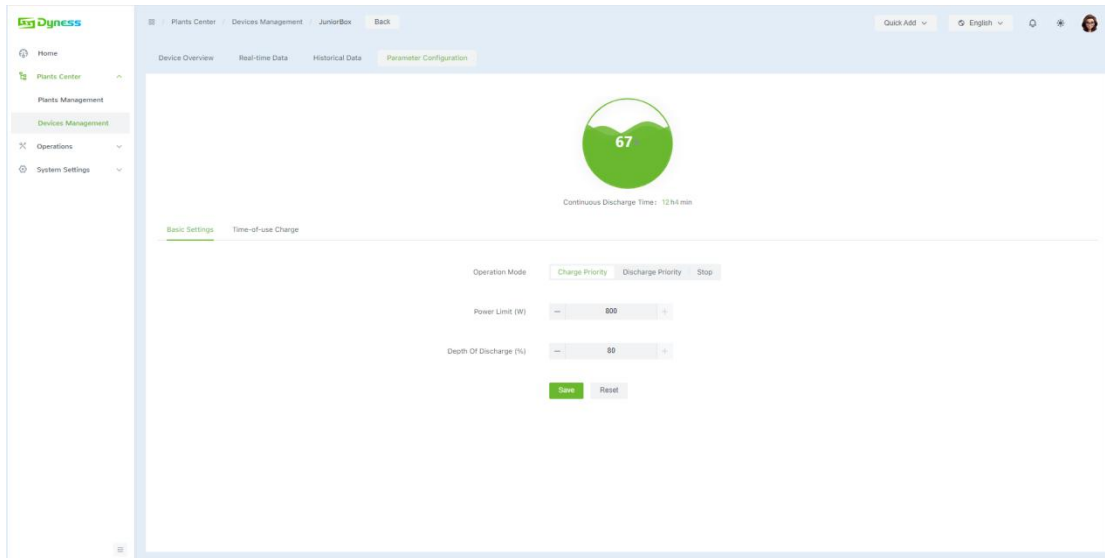 Dyness
Plants Center / Devices Management / JuniorBox Back
Quick Add
English
Home
Plants Center
Plants Management
Devices Management
Operations
System Settings
Device Overview Real-time Data Historical Data Parameter Configuration
67
Continuous Discharge Time: 12 h4 min
Basic Settings Time-of-use Charge
Operation Mode Charge Priority Discharge Priority Stop
Power Limit (W) — 800 +
Depth Of Discharge (%) — 80 +
Save Reset